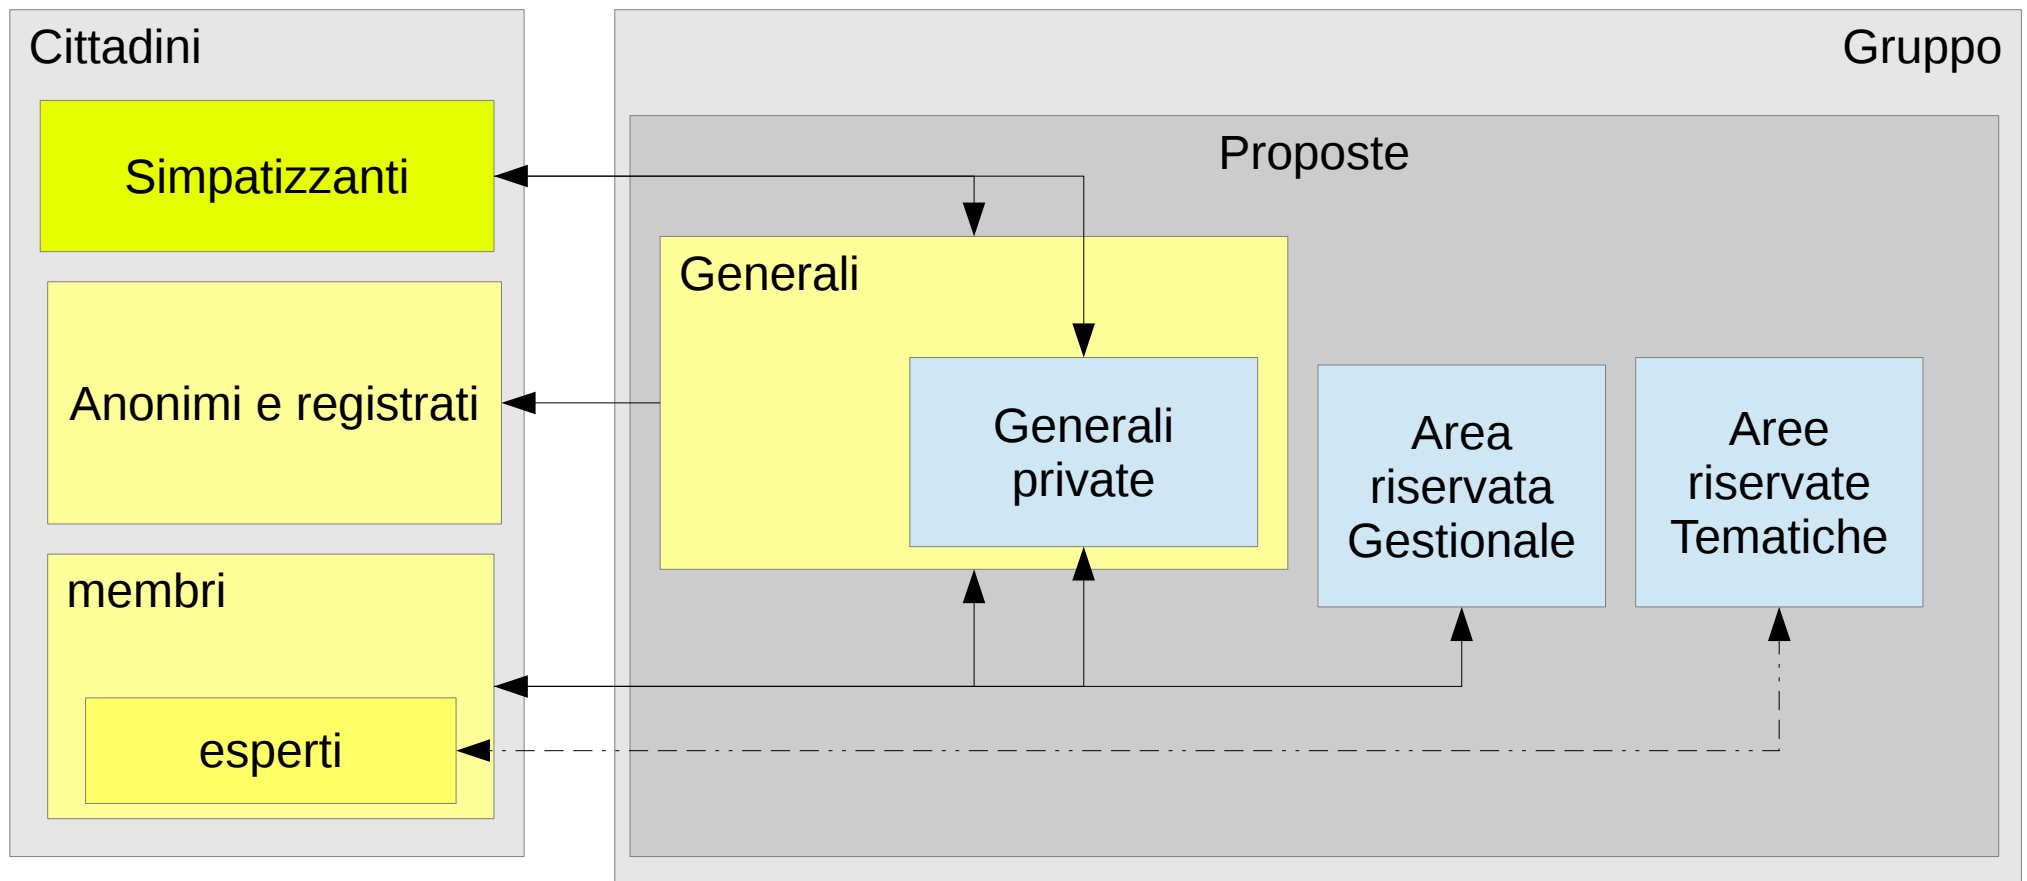 Cittadini
Simpatizzanti
Anonimi e registrati
membri
esperti
Gruppo
Proposte
Generali
Generali
private
Area
riservata
Gestionale
Aree
riservate
Tematiche